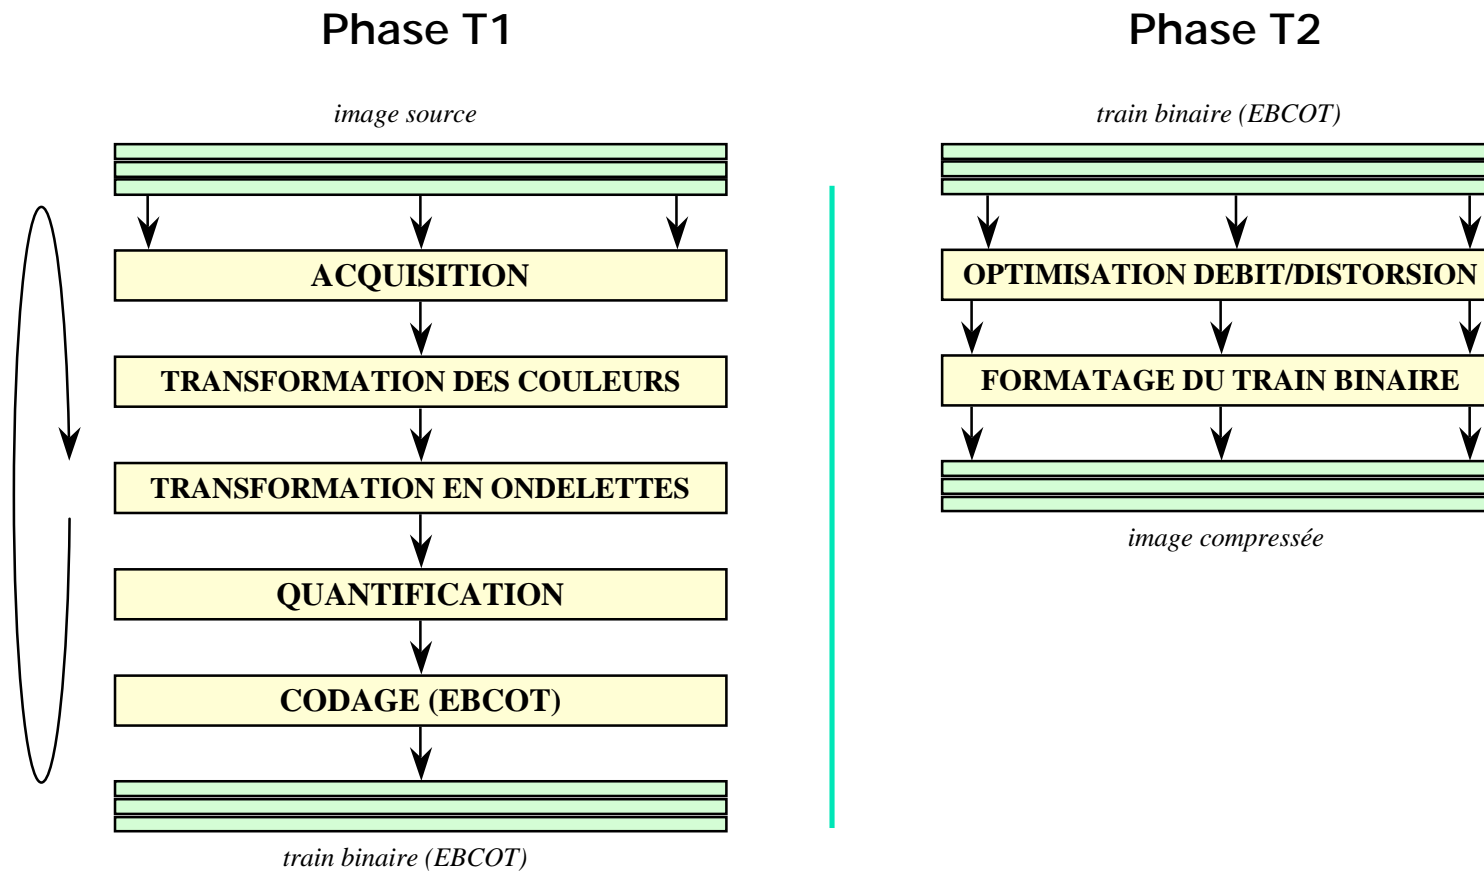 Phase T1
image source
ACQUISITION
TRANSFORMATION DES COULEURS
TRANSFORMATION EN ONDELETTES
QUANTIFICATION
CODAGE (EBCOT)
train binaire (EBCOT)
Phase T2
train binaire (EBCOT)
OPTIMISATION DEBIT/DISTORSION
FORMATAGE DU TRAIN BINAIRE
image compressée